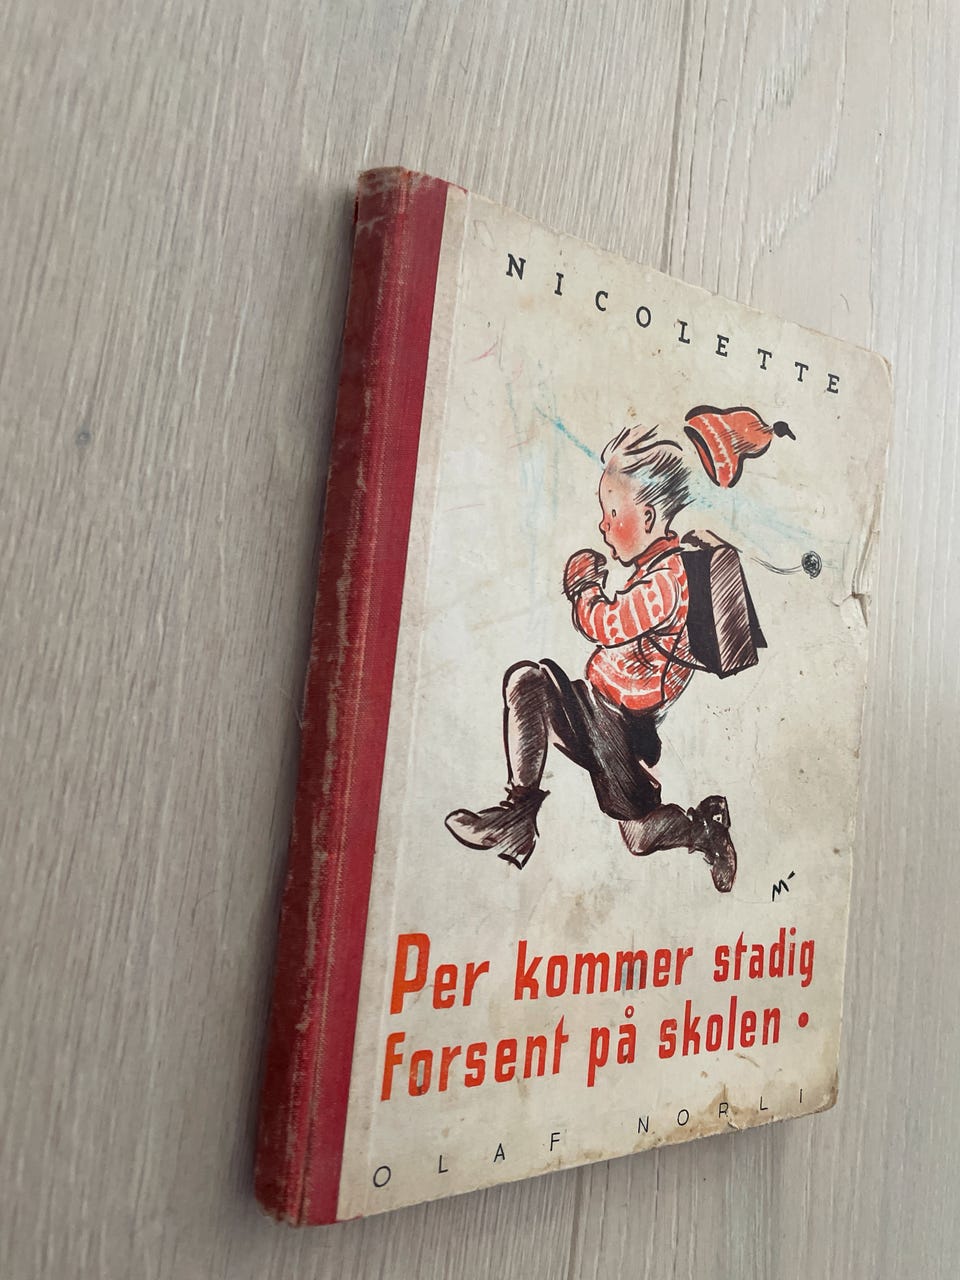 NICOLETTE
M
Per kommer stadig
forsent på skolen •
OLAF NORLI